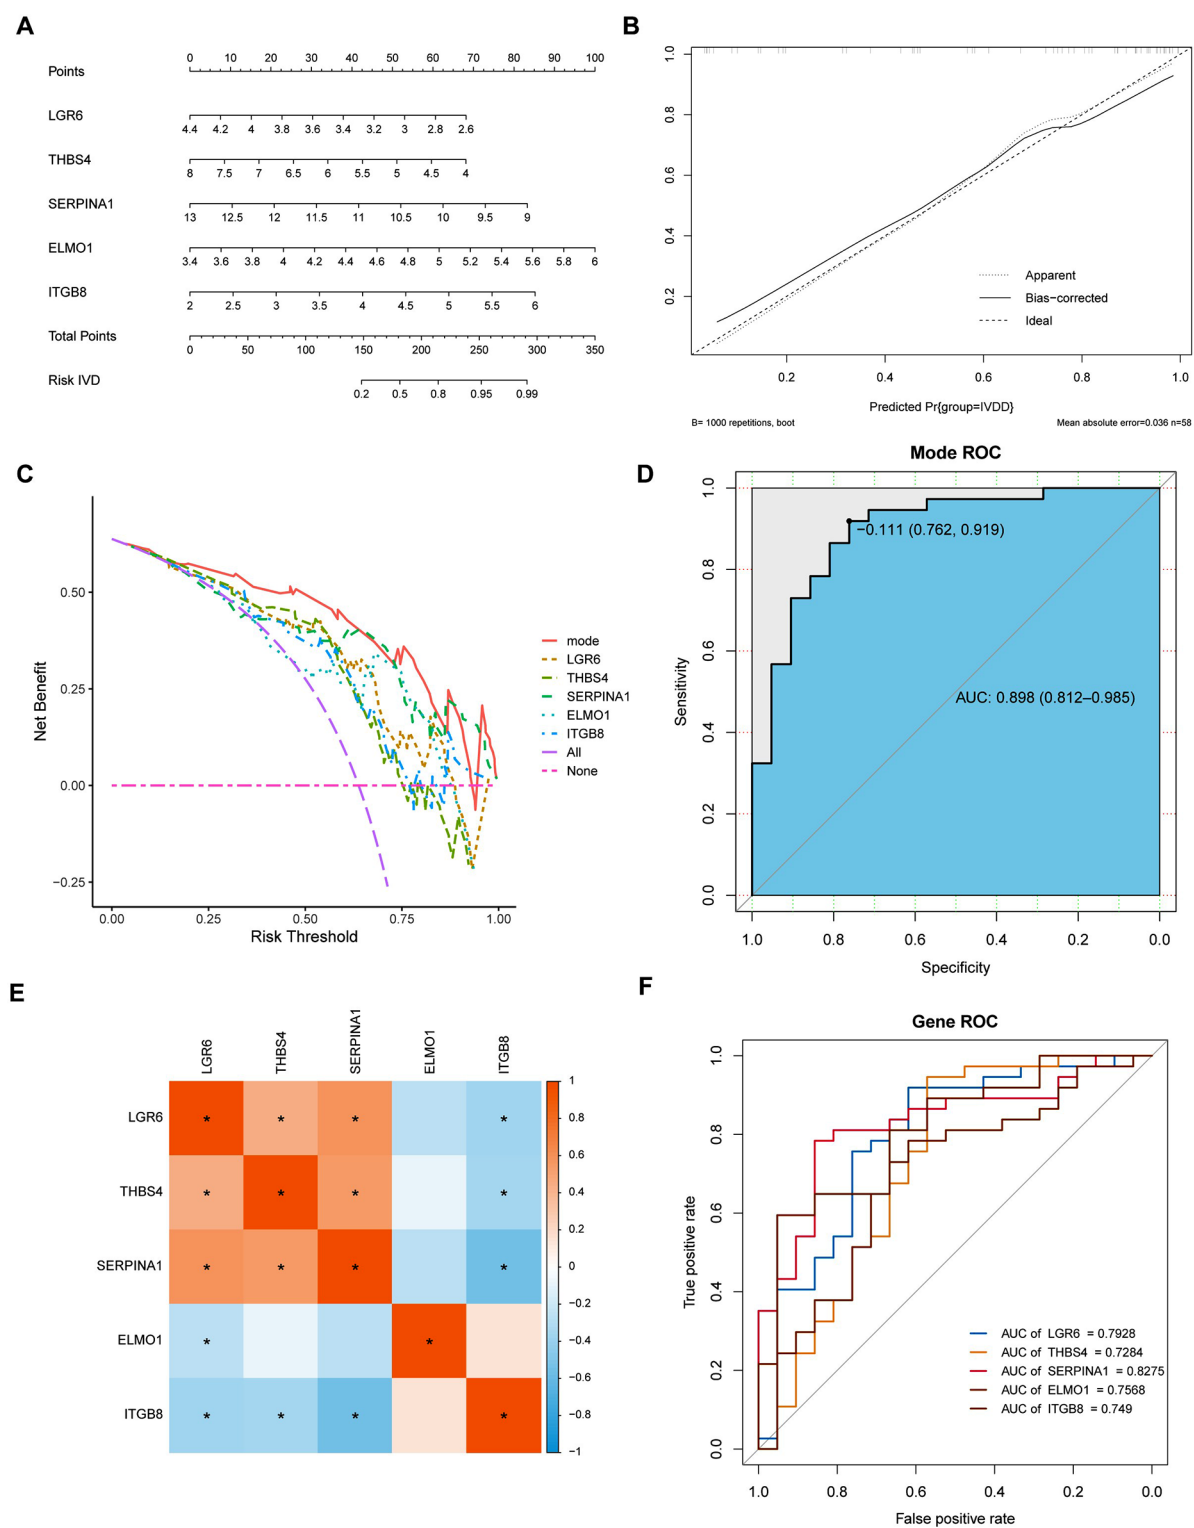 A
0 10 20 30 40 50 60 70 80 90 100
Points
LGR6
4.4 4.2 4 3.8 3.6 3.4 3.2 3 2.8 2.6
THBS4
8 7.5 7 6.5 6 5.5 5 4.5 4
SERPINA1
13 12.5 12 11.5 11 10.5 10 9.5 9
ELMO1
3.4 3.6 3.8 4 4.2 4.4 4.6 4.8 5 5.2 5.4 5.6 5.8 6
ITGB8
2 2.5 3 3.5 4 4.5 5 5.5 6
Total Points
0 50 100 150 200 250 300 350
Risk IVD
0.2 0.5 0.8 0.95 0.99
B
1.0
0.8
0.6
0.4
0.2
Apparent
Bias−corrected
Ideal
0.2 0.4 0.6 0.8 1.0
Predicted Pr{group=IVDD}
B= 1000 repetitions, boot
Mean absolute error=0.036 n=58
C
Net Benefit
0.50
0.25
0.00
−0.25
0.00 0.25 0.50 0.75 1.00
Risk Threshold
mode
LGR6
THBS4
SERPINA1
ELMO1
ITGB8
All
None
D
Mode ROC
Sensitivity
1.0
0.8
0.6
0.4
0.2
0.0
−0.111 (0.762, 0.919)
AUC: 0.898 (0.812–0.985)
1.0 0.8 0.6 0.4 0.2 0.0
Specificity
E
LGR6 THBS4 SERPINA1 ELMO1 ITGB8
LGR6 * * * *
THBS4 * * * *
SERPINA1 * * * *
ELMO1 * *
ITGB8 * * * *
1
0.8
0.6
0.4
0.2
0
−0.2
−0.4
−0.6
−0.8
−1
F
Gene ROC
True positive rate
1.0
0.8
0.6
0.4
0.2
0.0
AUC of LGR6 = 0.7928
AUC of THBS4 = 0.7284
AUC of SERPINA1 = 0.8275
AUC of ELMO1 = 0.7568
AUC of ITGB8 = 0.749
1.0 0.8 0.6 0.4 0.2 0.0
False positive rate